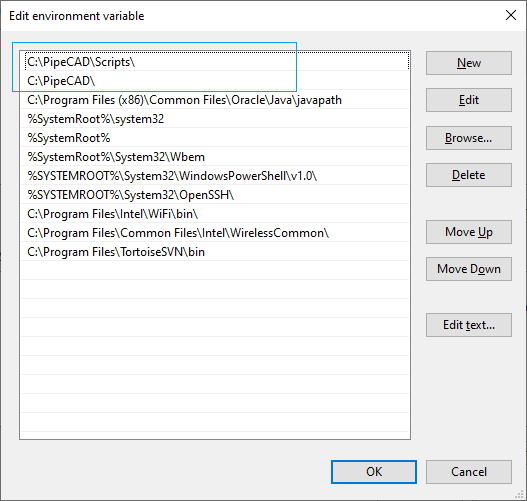 Edit environment variable
C:\PipeCAD\Scripts\
C:\PipeCAD\
C:\Program Files (x86)\Common Files\Oracle\Java\javapath
%SystemRoot%\system32
%SystemRoot%
%SystemRoot%\System32\Wbem
%SYSTEMROOT%\System32\WindowsPowerShell\v1.0\
%SYSTEMROOT%\System32\OpenSSH\
C:\Program Files\Intel\WiFi\bin\
C:\Program Files\Common Files\Intel\WirelessCommon\
C:\Program Files\TortoiseSVN\bin
New
Edit
Browse...
Delete
Move Up
Move Down
Edit text...
OK
Cancel